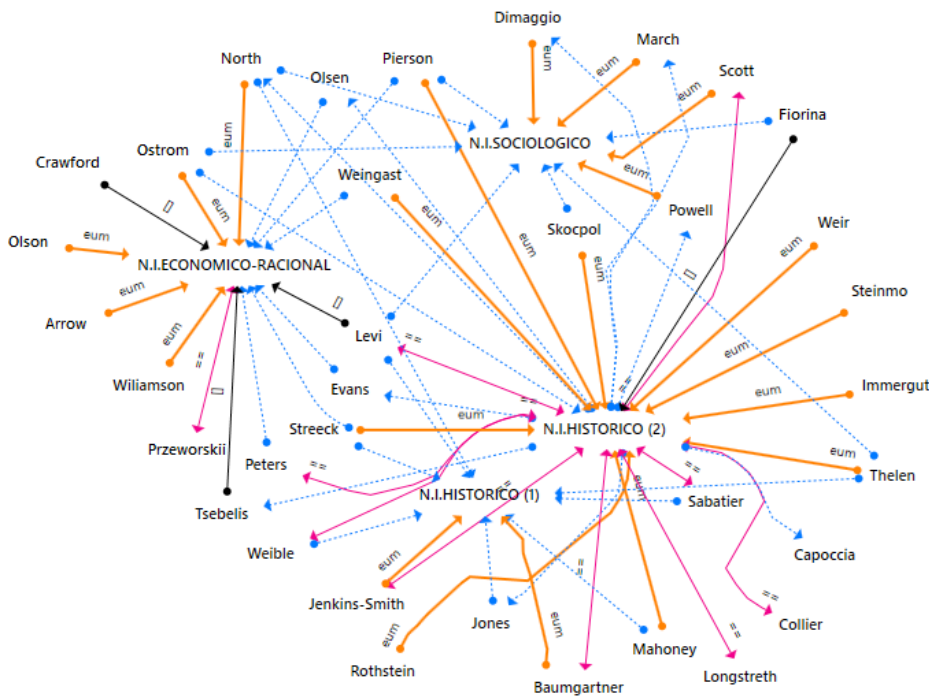 Dimaggio
North
Olsen
Pierson
March
Scott
Fiorina
eum
eum
eum
eum
Crawford
Ostrom
Weingast
N.I.SOCIOLOGICO
eum
Powell
[]
eum
Olson
eum
N.I.ECONOMICO-RACIONAL
Skocpol
eum
eum
[]
Weir
eum
Steinmo
Arrow
eum
eum
[]
Levi
==
==
eum
Wiliamson
==
[]
Evans
==
eum
Immergut
Streeck
eum
N.I.HISTORICO (2)
Przeworskii
Peters
==
N.I.HISTORICO (1)
==
eum
==
eum
Thelen
Tsebelis
Sabatier
Weible
Capoccia
eum
==
==
Jenkins-Smith
Jones
Collier
eum
eum
==
Rothstein
Mahoney
Longstreth
Baumgartner